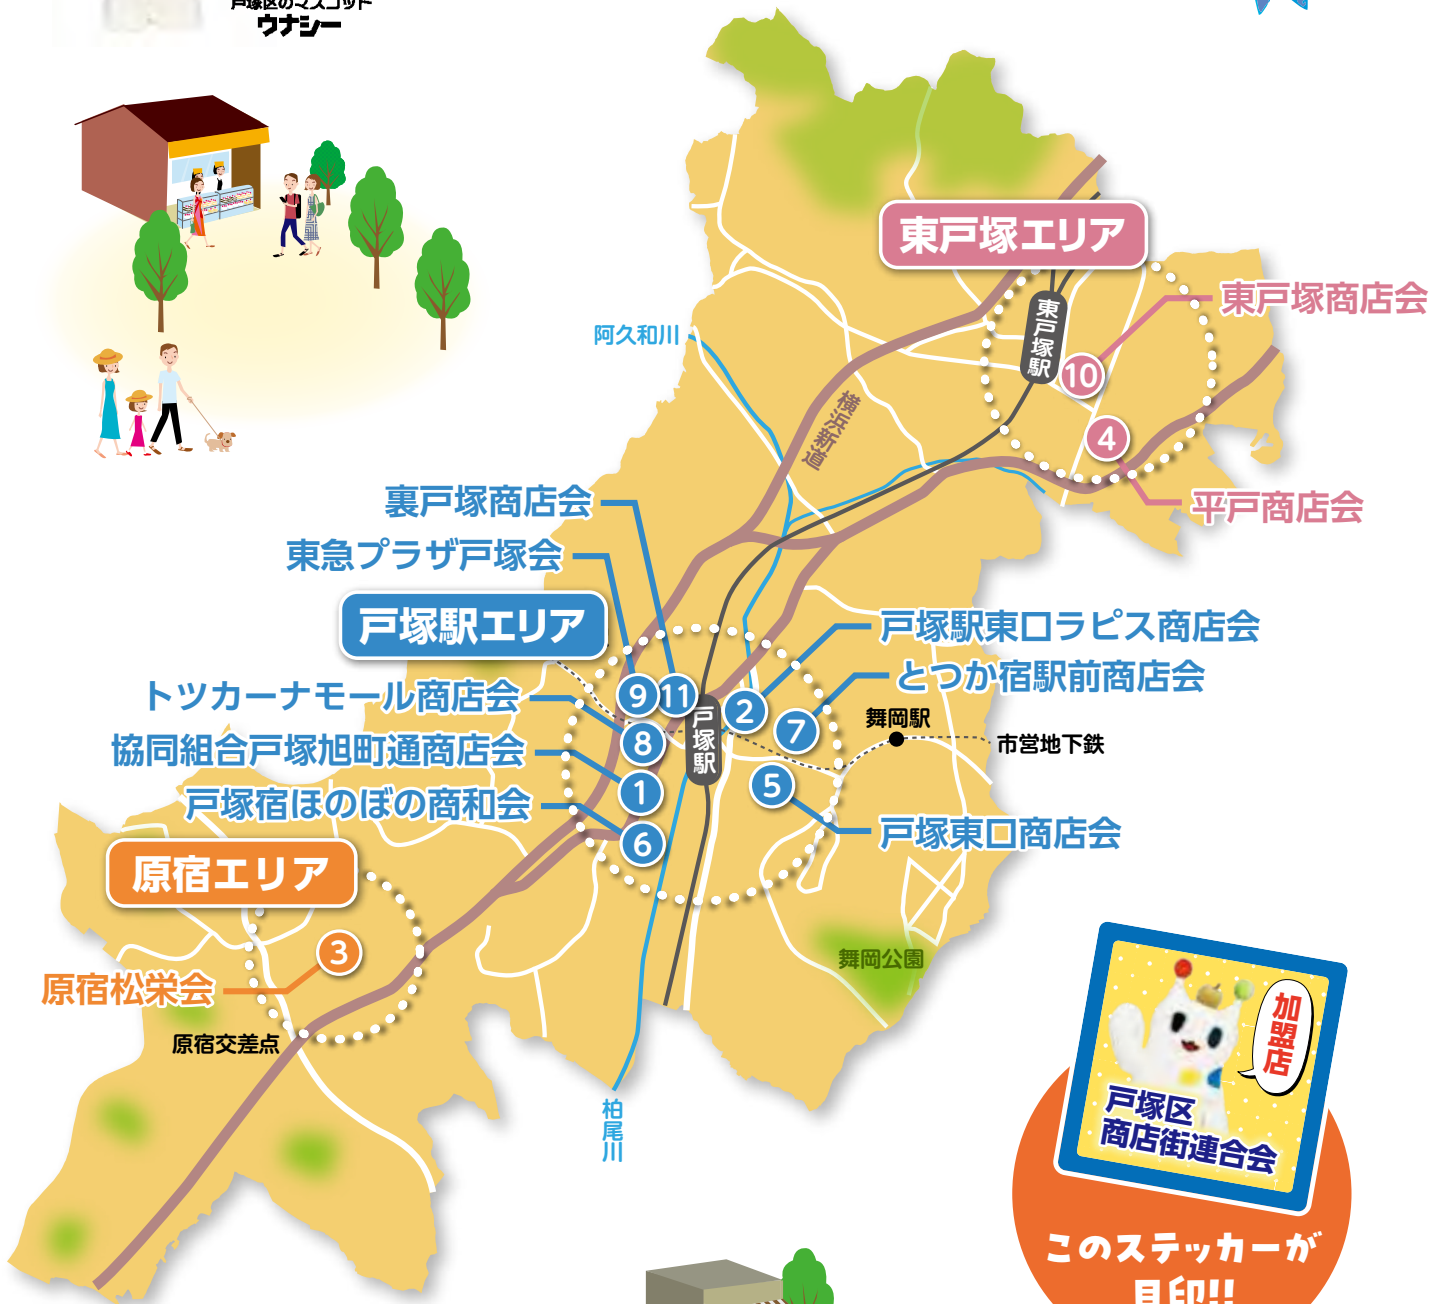 戸塚区のマスコット
ウナシー
東戸塚エリア
東戸塚商店会
東戸塚駅
阿久和川
10
横浜新道
4
平戸商店会
裏戸塚商店会
東急プラザ戸塚会
戸塚駅エリア
戸塚駅東口ラピス商店会
とつか宿駅前商店会
トツカーナモール商店会
9
11
2
7
舞岡駅
市営地下鉄
戸塚駅
8
協同組合戸塚旭町通商店会
1
5
戸塚宿ほのぼの商和会
6
戸塚東口商店会
原宿エリア
3
原宿松栄会
原宿交差点
舞岡公園
柏尾川
加盟店
戸塚区
商店街連合会
このステッカーが
目印!!